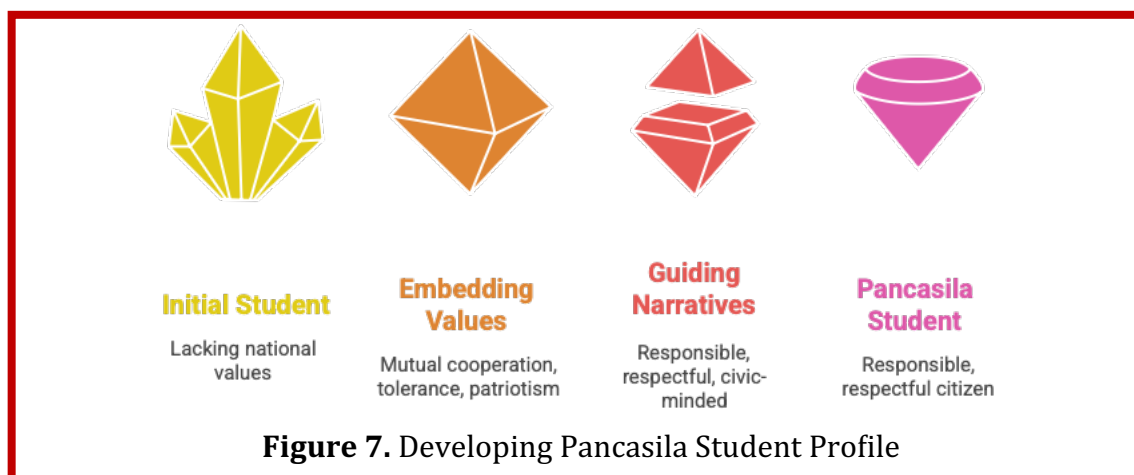 Initial Student
Lacking national
values
Embedding
Values
Mutual cooperation,
tolerance, patriotism
Guiding
Narratives
Responsible,
respectful, civic-
minded
Pancasila
Student
Responsible,
respectful citizen
Figure 7. Developing Pancasila Student Profile